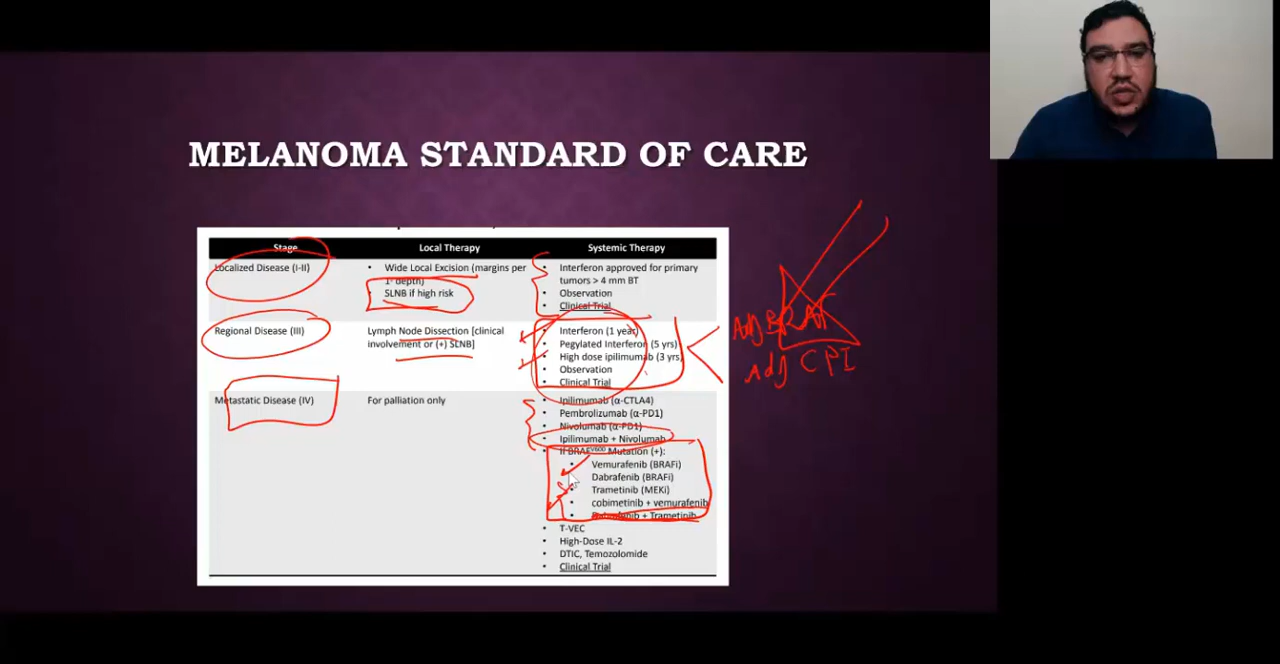 MELANOMA STANDARD OF CARE
Stage Local Therapy Systemic Therapy
Localized Disease (I-II)
• Wide Local Excision (margins per
1° depth)
SLNB if high risk
• Interferon approved for primary
tumors > 4 mm BT
• Observation
• Clinical Trial
Regional Disease (III)
Lymph Node Dissection [clinical
involvement or (+) SLNB]
• Interferon (1 year)
• Pegylated Interferon (5 yrs)
• High dose ipilimumab (3 yrs)
• Observation
• Clinical Trial
Adj BRAF
Adj CPI
Metastatic Disease (IV)
For palliation only
• Ipilimumab (α-CTLA4)
• Pembrolizumab (α-PD1)
• Nivolumab (α-PD1)
• Ipilimumab + Nivolumab
• If BRAFV600 Mutation (+):
• Vemurafenib (BRAFi)
Dabrafenib (BRAFi)
• Trametinib (MEKi)
• cobimetinib + vemurafenib
• Dabrafenib + Trametinib
• T-VEC
• High-Dose IL-2
• DTIC, Temozolomide
• Clinical Trial